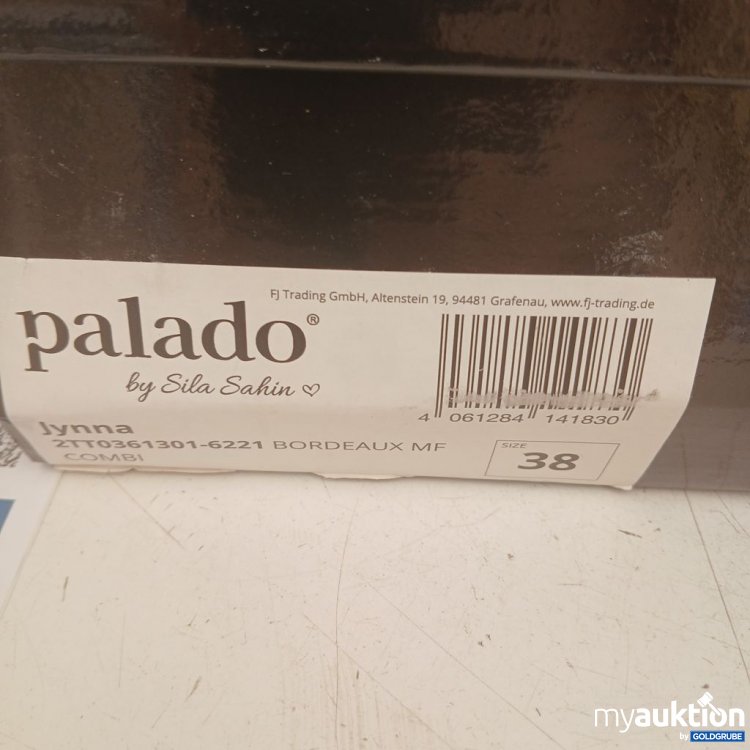 FJ Trading GmbH, Altenstein 19, 94481 Grafenau, www.fj-trading.de
palado®
by Sila Sahin ♡
4 061284 141830
Jynna
2TT0361301-6221 BORDEAUX MF
COMBI
SIZE
38
myauktion
by GOLDGRUBE